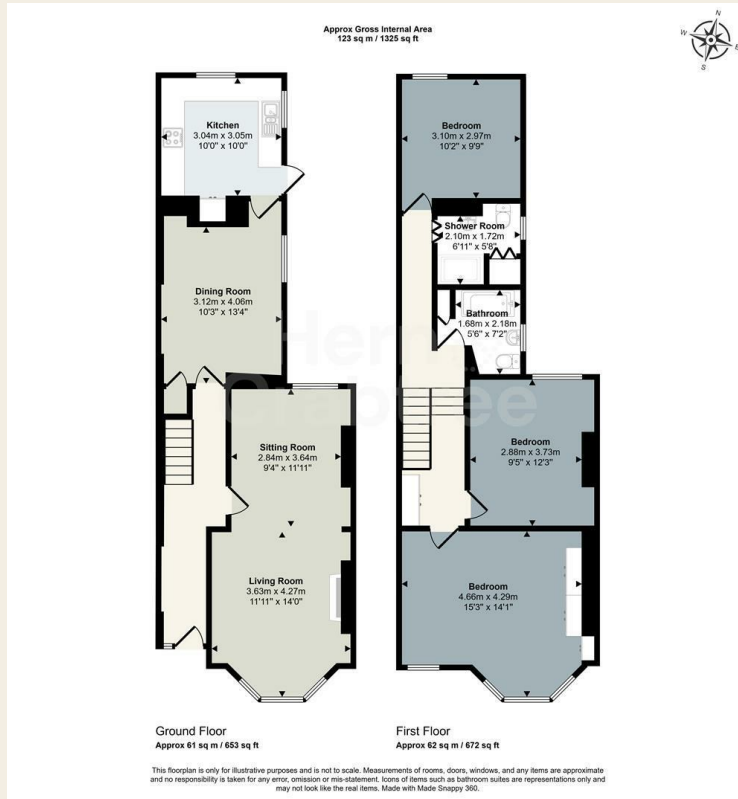 Approx Gross Internal Area
123 sq m / 1325 sq ft
N
W
E
S
Kitchen
3.04m x 3.05m
10'0" x 10'0"
Dining Room
3.12m x 4.06m
10'3" x 13'4"
Sitting Room
2.84m x 3.64m
9'4" x 11'11"
Living Room
3.63m x 4.27m
11'11" x 14'0"
Ground Floor
Approx 61 sq m / 653 sq ft
Bedroom
3.10m x 2.97m
10'2" x 9'9"
Shower Room
2.10m x 1.72m
6'11" x 5'8"
Bathroom
1.68m x 2.18m
5'6" x 7'2"
Bedroom
2.88m x 3.73m
9'5" x 12'3"
Bedroom
4.66m x 4.29m
15'3" x 14'1"
First Floor
Approx 62 sq m / 672 sq ft
Hern
Crabtree
This floorplan is only for illustrative purposes and is not to scale. Measurements of rooms, doors, windows, and any items are approximate
and no responsibility is taken for any error, omission or mis-statement. Icons of items such as bathroom suites are representations only and
may not look like the real items. Made with Made Snappy 360.